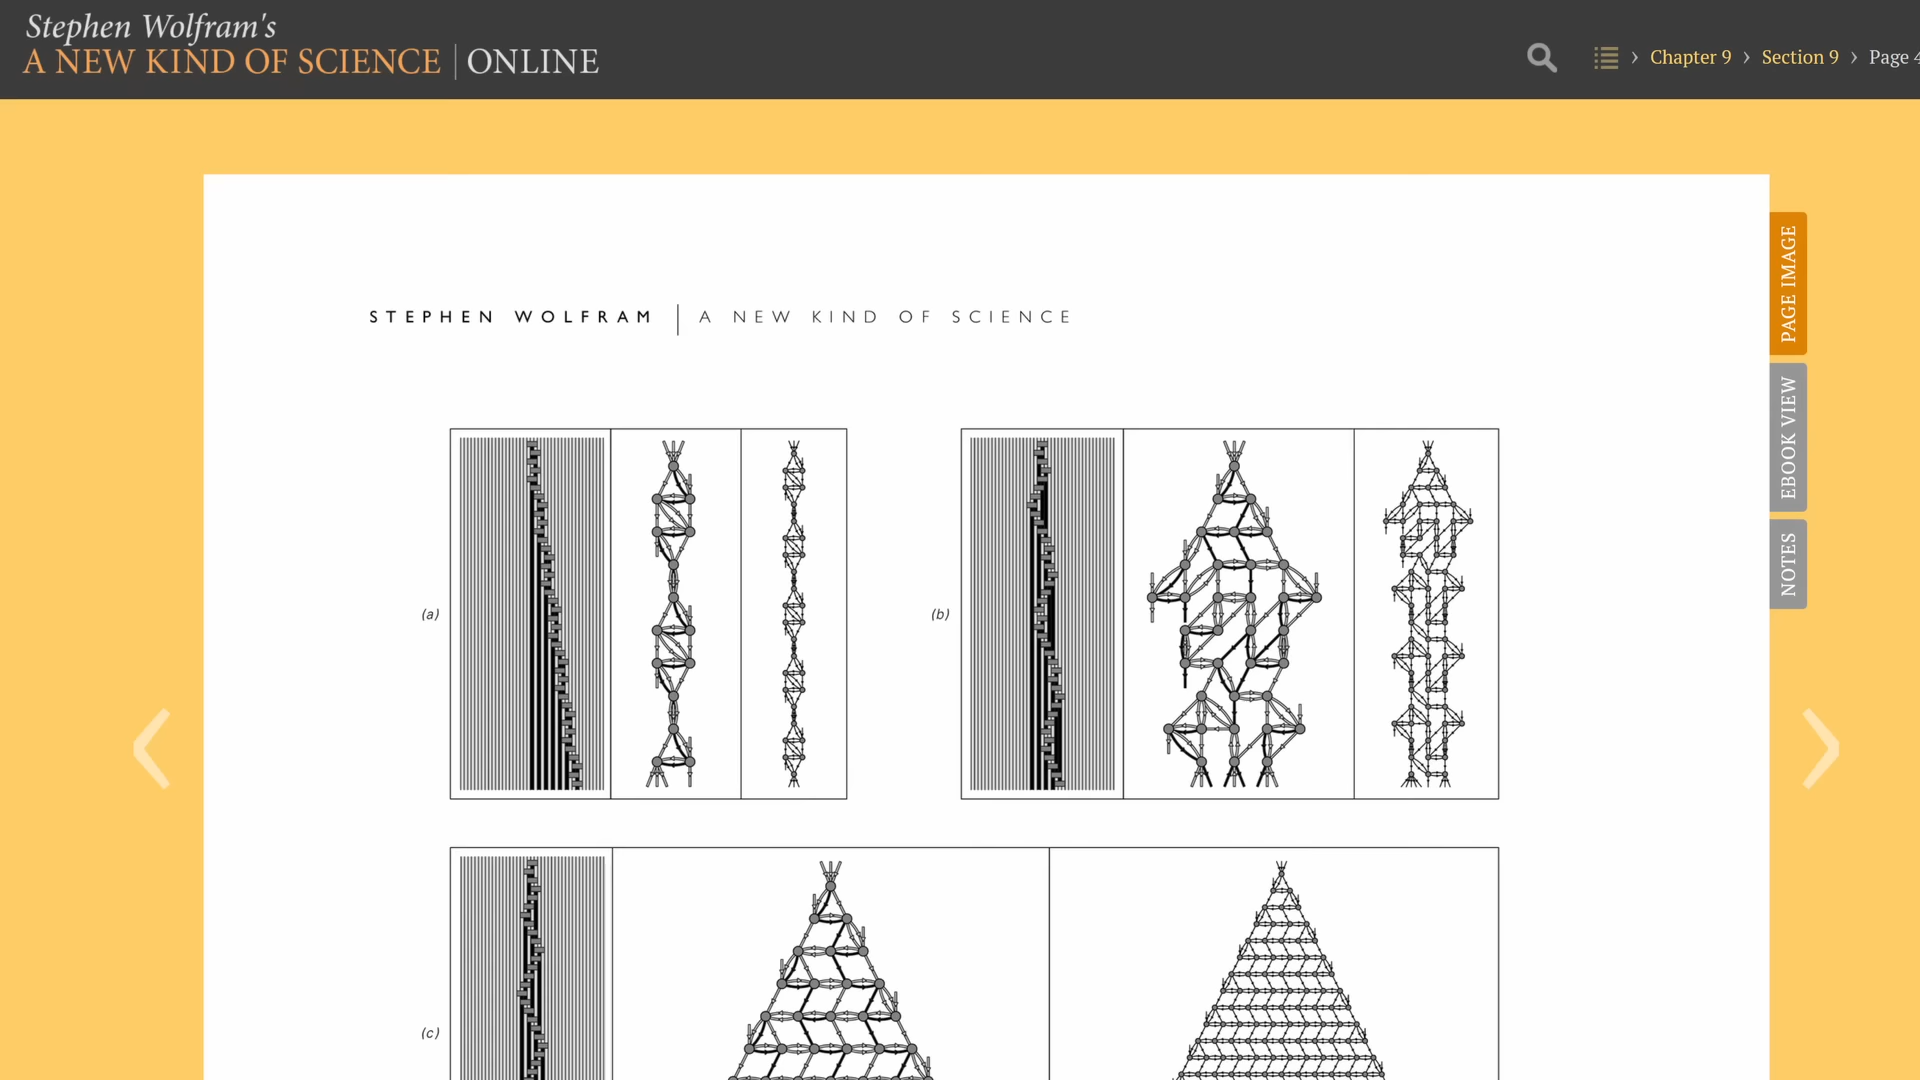 Stephen Wolfram's
A NEW KIND OF SCIENCE | ONLINE
› Chapter 9 › Section 9 › Page 4
STEPHEN WOLFRAM | A NEW KIND OF SCIENCE
PAGE IMAGE
EBOOK VIEW
NOTES
(a)
(b)
(c)